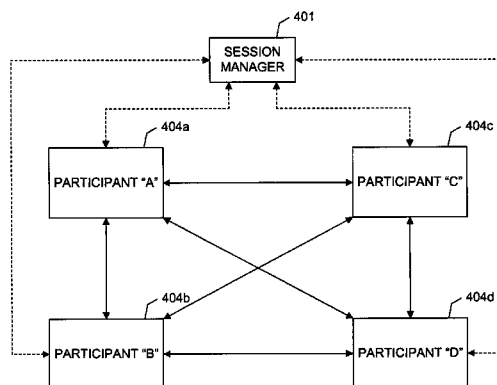 401
SESSION
MANAGER
404a
404c
PARTICIPANT "A"
PARTICIPANT "C"
404b
404d
PARTICIPANT "B"
PARTICIPANT "D"